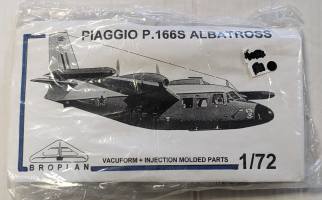 PIAGGIO P.166S ALBATROSS
BROPLAN
VACUFORM + INJECTION MOLDED PARTS
1/72